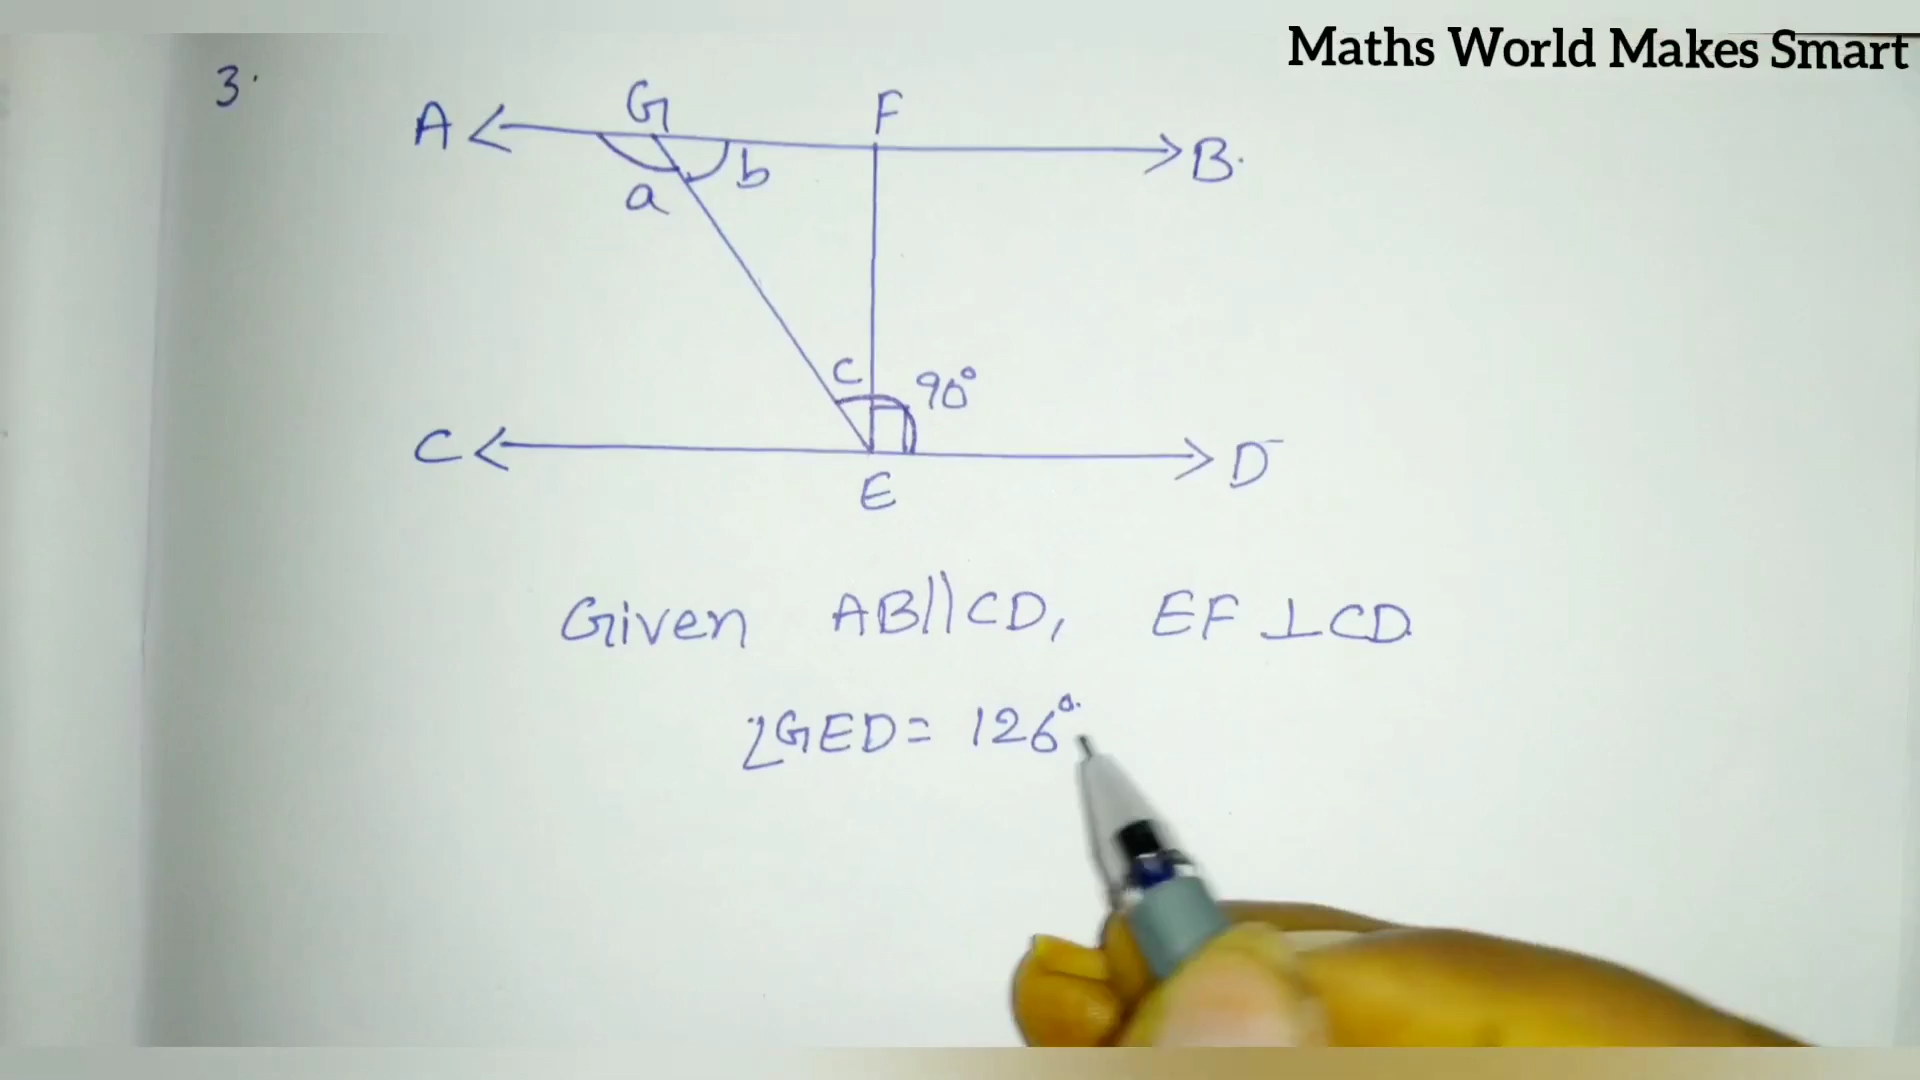 Maths World Makes Smart
3.
G F
A B.
a b
c 90°
C D
E
Given AB||CD, EF⊥CD
∠GED = 126°